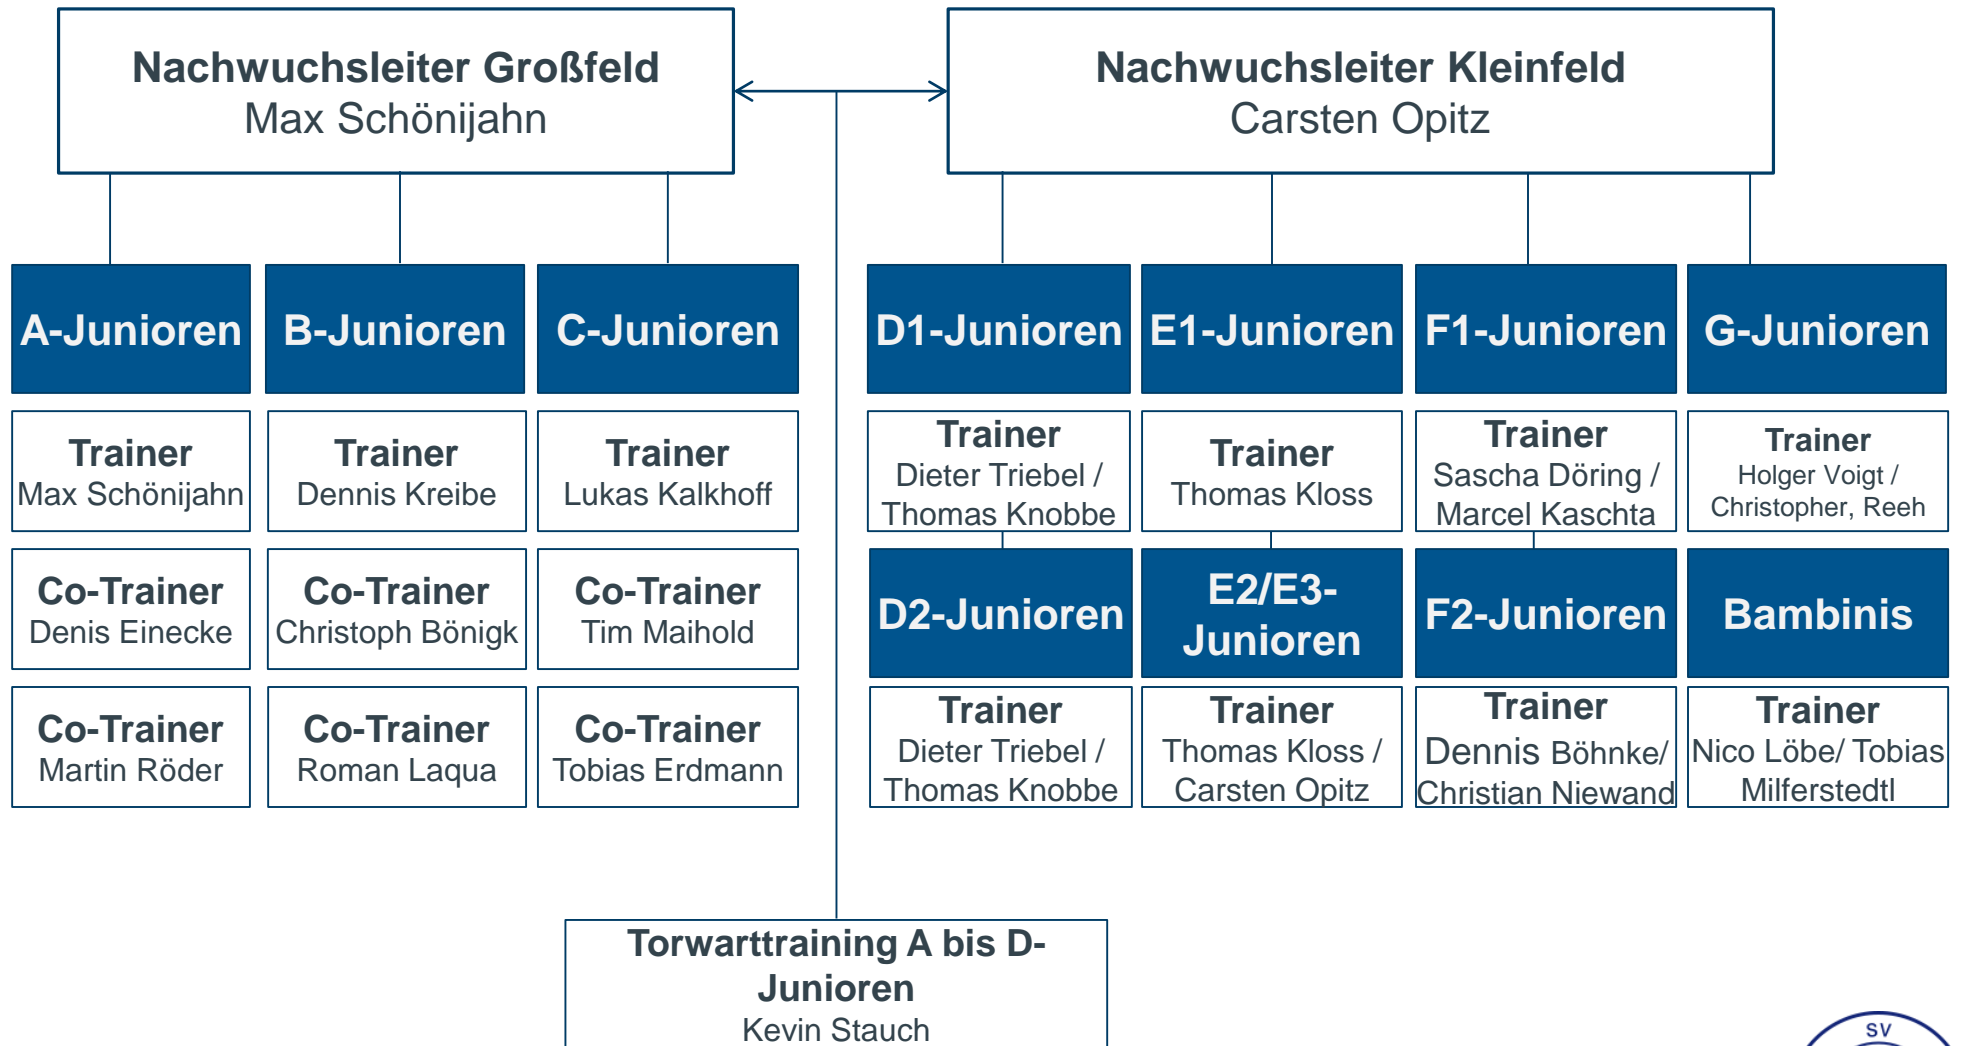 Nachwuchsleiter Großfeld
Max Schönijahn
Nachwuchsleiter Kleinfeld
Carsten Opitz
A-Junioren
B-Junioren
C-Junioren
D1-Junioren
E1-Junioren
F1-Junioren
G-Junioren
Trainer
Max Schönijahn
Trainer
Dennis Kreibe
Trainer
Lukas Kalkhoff
Trainer
Dieter Triebel /
Thomas Knobbe
Trainer
Thomas Kloss
Trainer
Sascha Döring /
Marcel Kaschta
Trainer
Holger Voigt /
Christopher, Reeh
Co-Trainer
Denis Einecke
Co-Trainer
Christoph Bönigk
Co-Trainer
Tim Maihold
D2-Junioren
E2/E3-
Junioren
F2-Junioren
Bambinis
Co-Trainer
Martin Röder
Co-Trainer
Roman Laqua
Co-Trainer
Tobias Erdmann
Trainer
Dieter Triebel /
Thomas Knobbe
Trainer
Thomas Kloss /
Carsten Opitz
Trainer
Dennis Böhnke/
Christian Niewand
Trainer
Nico Löbe/ Tobias
Milferstedtl
Torwarttraining A bis D-
Junioren
Kevin Stauch
SV